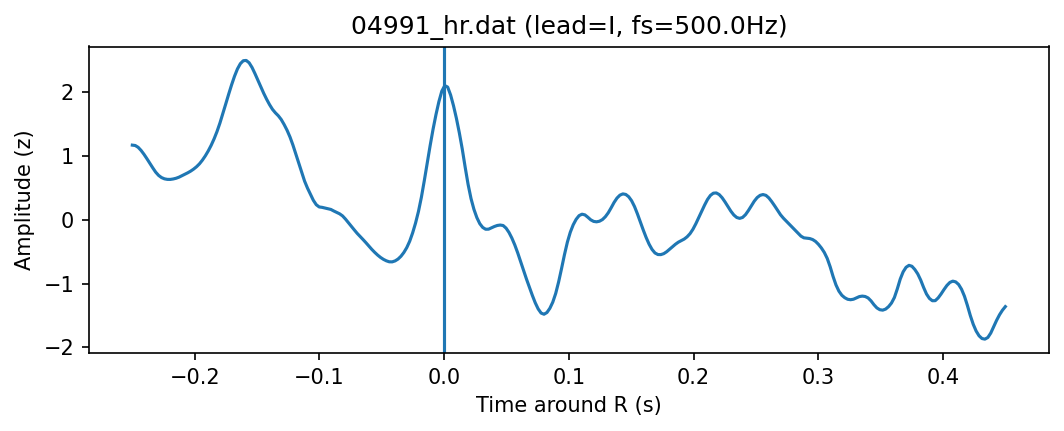 04991_hr.dat (lead=I, fs=500.0Hz)
Amplitude (z)
2
1
0
−1
−2
−0.2 −0.1 0.0 0.1 0.2 0.3 0.4
Time around R (s)